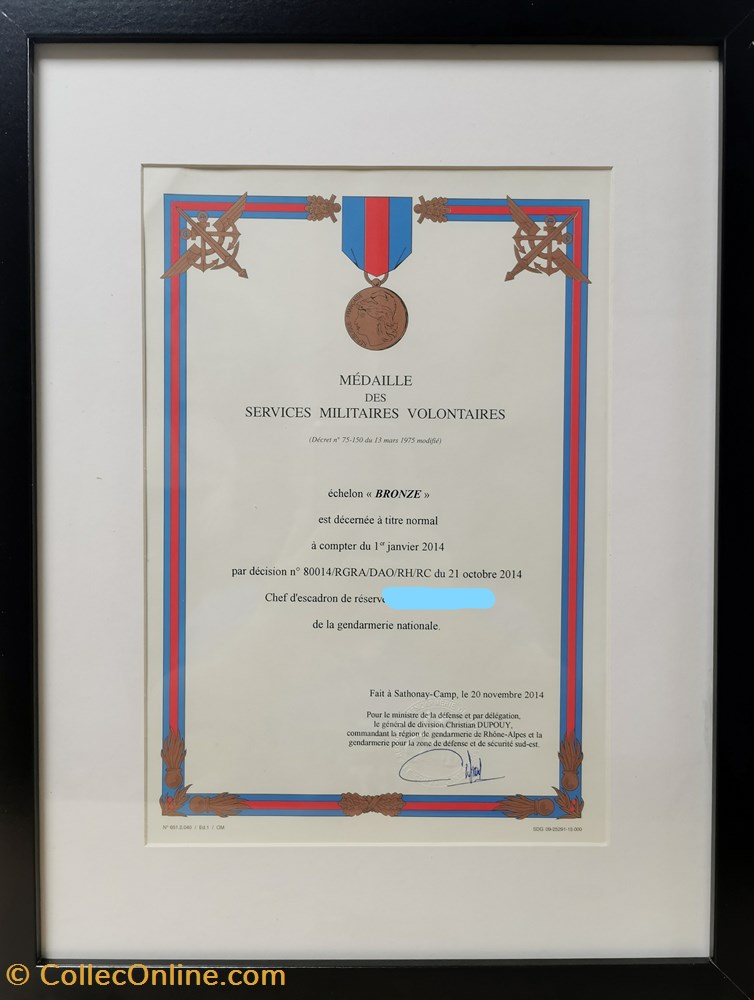 MÉDAILLE
DES
SERVICES MILITAIRES VOLONTAIRES
(Décret n° 75-150 du 13 mars 1975 modifié)
échelon « BRONZE »
est décernée à titre normal
à compter du 1er janvier 2014
par décision n° 80014/RGRA/DAO/RH/RC du 21 octobre 2014
Chef d'escadron de réserve
de la gendarmerie nationale.
Fait à Sathonay-Camp, le 20 novembre 2014
Pour le ministre de la défense et par délégation,
le général de division Christian DUPOUY,
commandant la région de gendarmerie de Rhône-Alpes et la
gendarmerie pour la zone de défense et de sécurité sud-est.
© CollecOnline.com